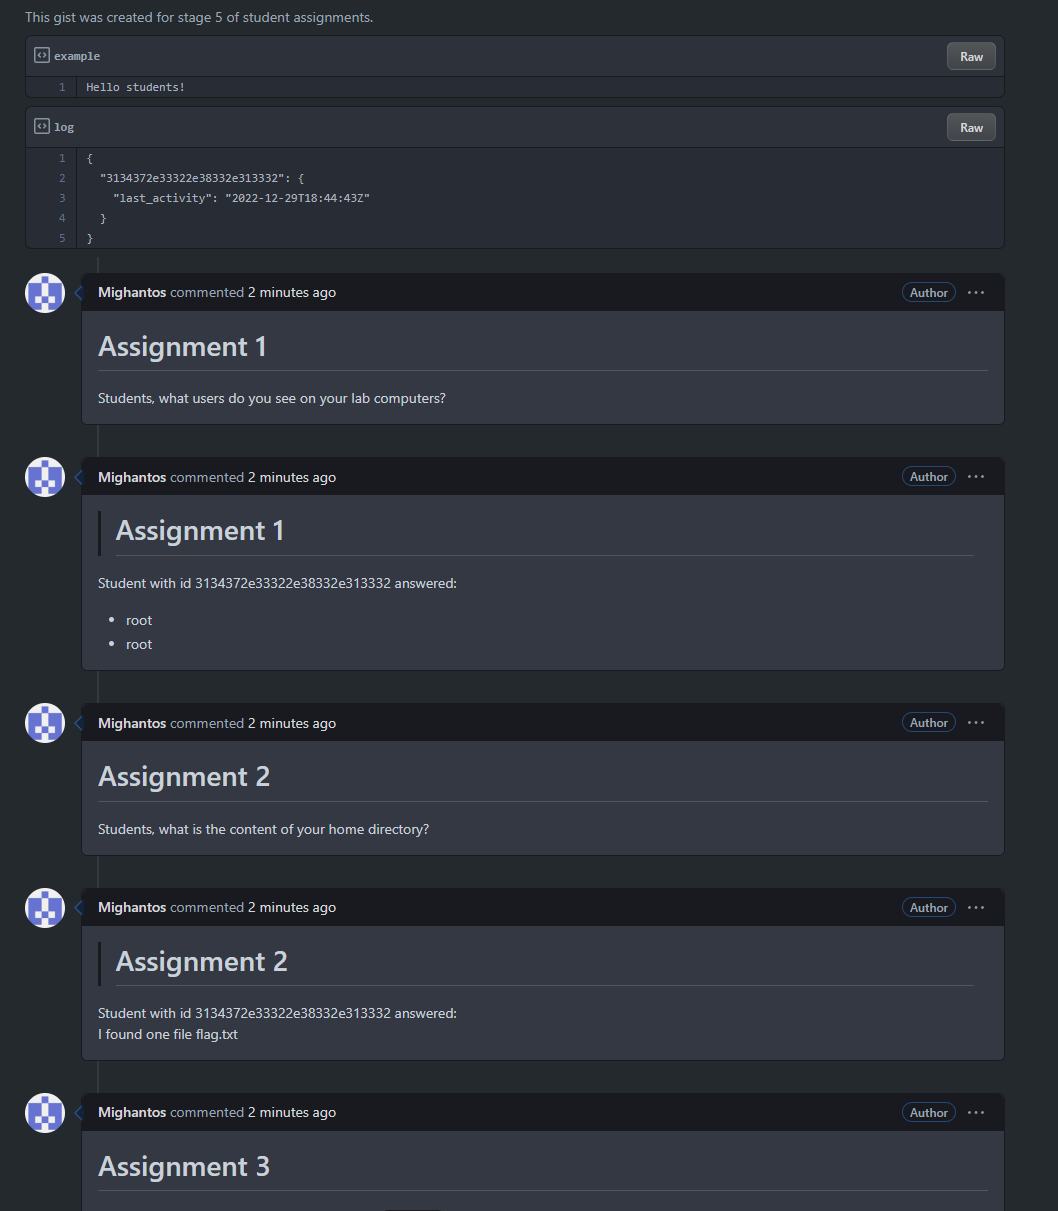 This gist was created for stage 5 of student assignments.
example
Raw
1 Hello students!
log
Raw
1 {
2 "3134372e33322e38332e313332": {
3 "last_activity": "2022-12-29T18:44:43Z"
4 }
5 }
Mighantos commented 2 minutes ago
Author
Assignment 1
Students, what users do you see on your lab computers?
Mighantos commented 2 minutes ago
Author
Assignment 1
Student with id 3134372e33322e38332e313332 answered:
root
root
Mighantos commented 2 minutes ago
Author
Assignment 2
Students, what is the content of your home directory?
Mighantos commented 2 minutes ago
Author
Assignment 2
Student with id 3134372e33322e38332e313332 answered:
I found one file flag.txt
Mighantos commented 2 minutes ago
Author
Assignment 3